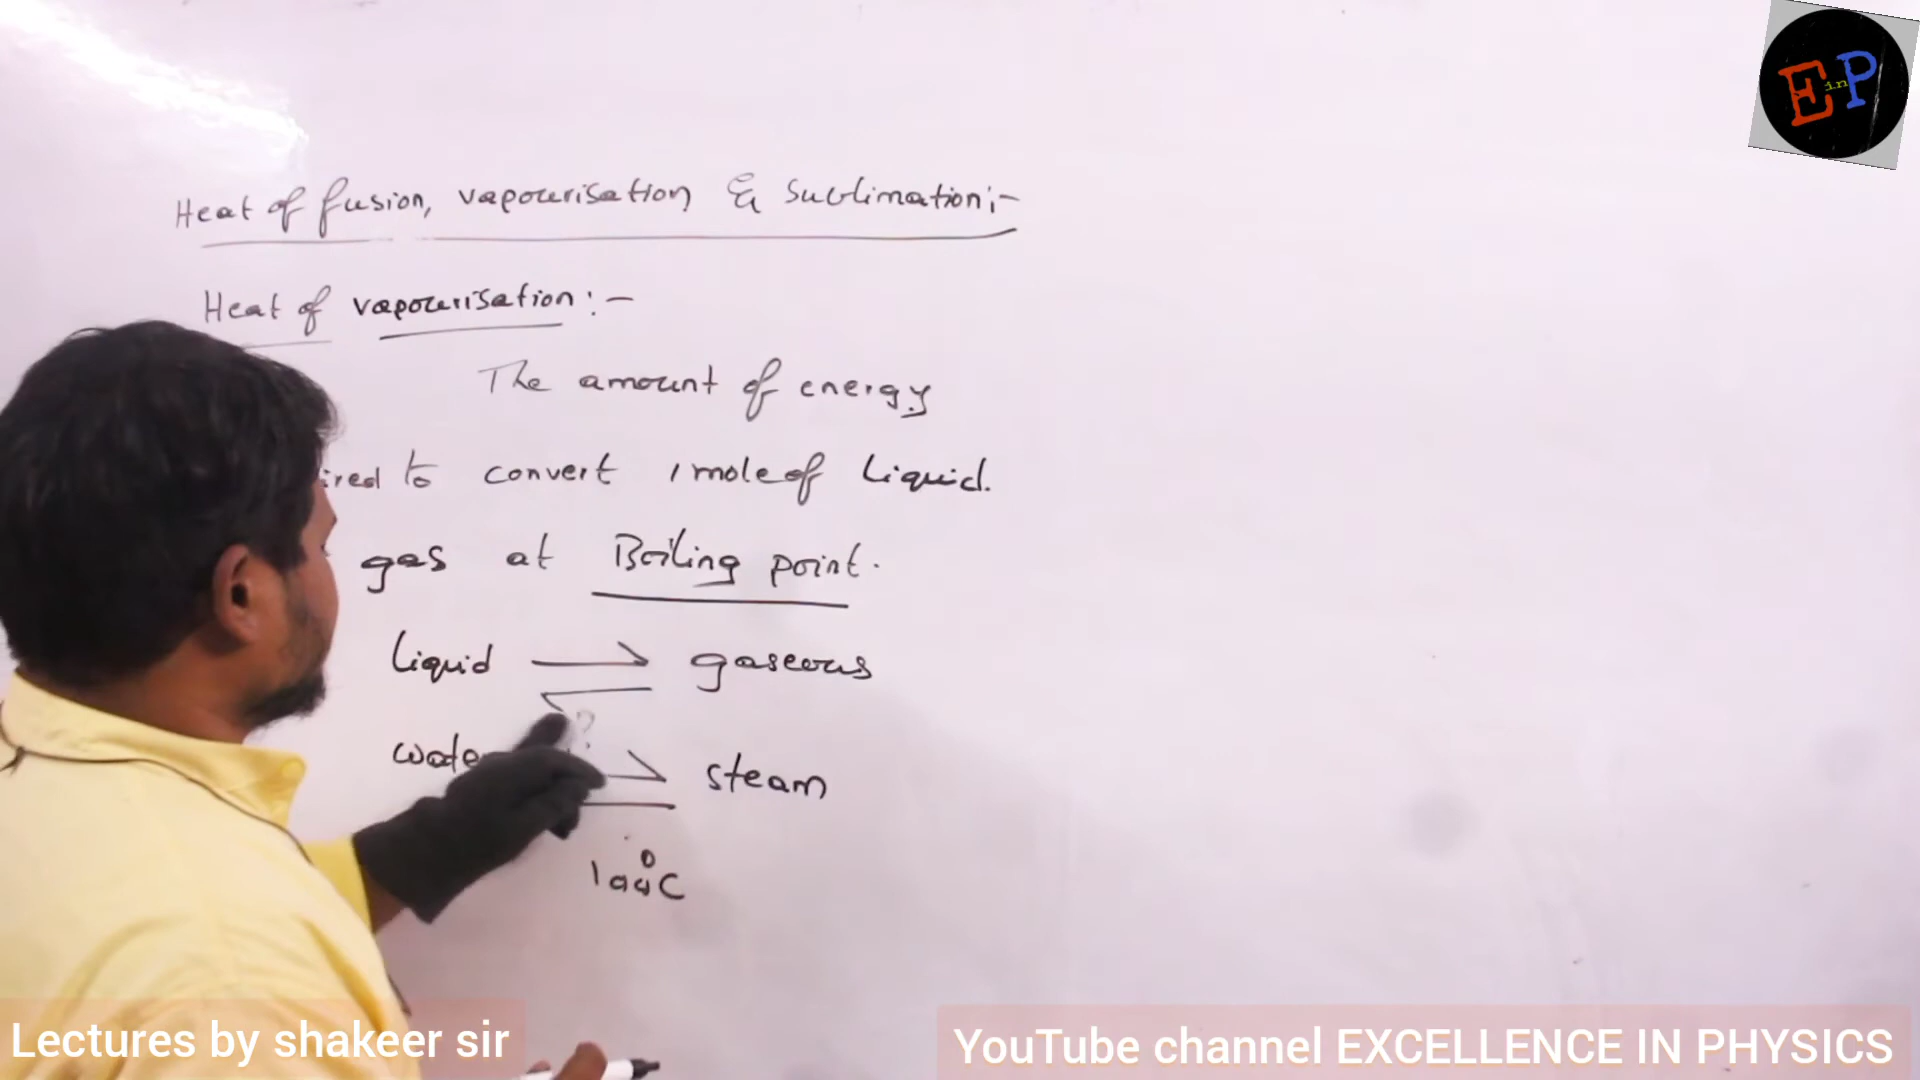 E in P
Heat of fusion, vapourisation & sublimation:-
Heat of vapourisation:-
The amount of energy
ired to convert 1 mole of liquid.
gas at Boiling point.
liquid ⇌ gaseous
wate ⇌ steam
100°C
Lectures by shakeer sir
YouTube channel EXCELLENCE IN PHYSICS